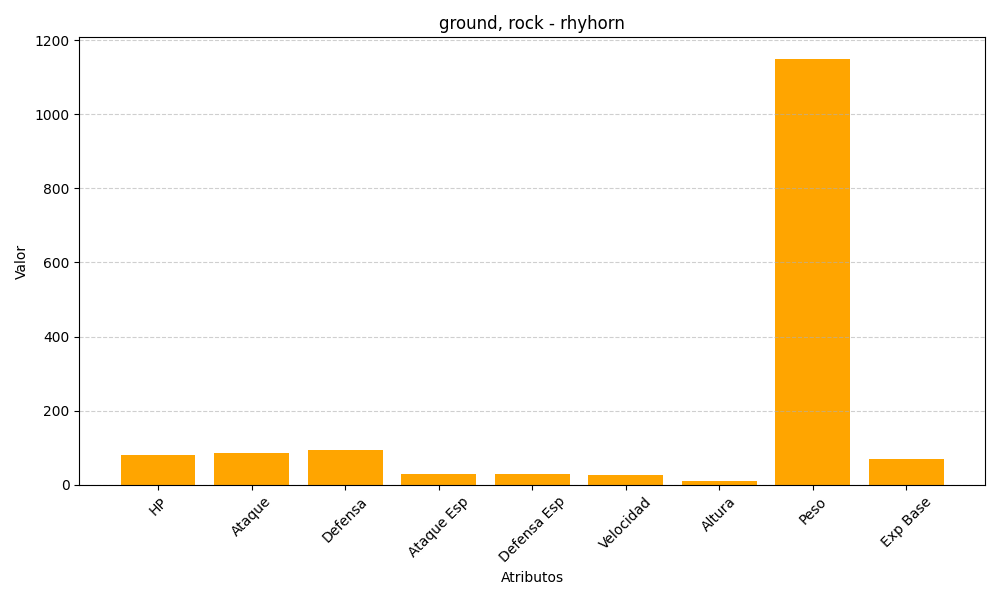 ground, rock - rhyhorn
Valor
1200
1000
800
600
400
200
0
HP
Ataque
Defensa
Ataque Esp
Defensa Esp
Velocidad
Altura
Peso
Exp Base
Atributos